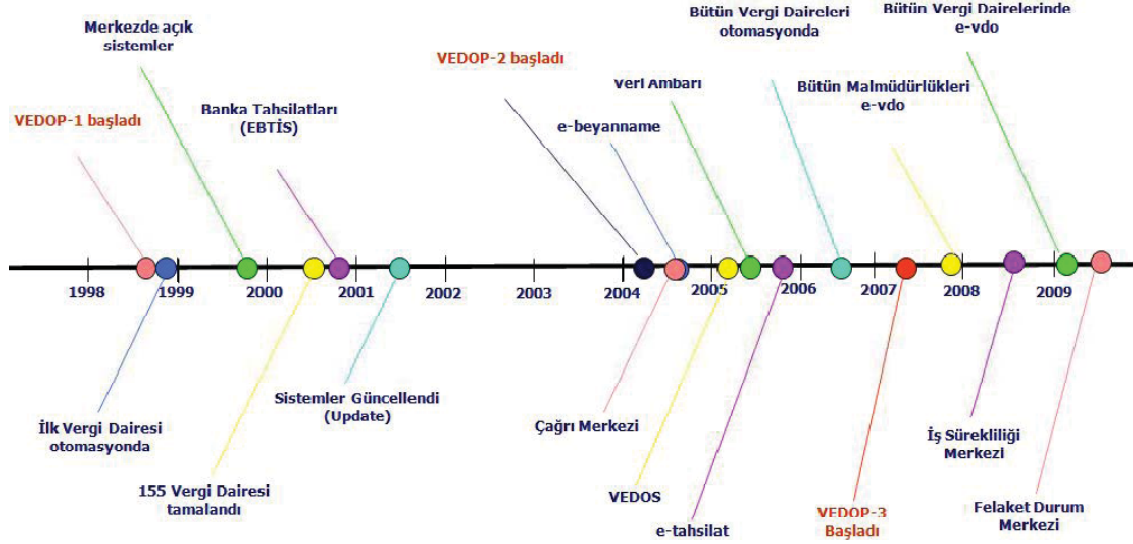 Merkezde açık
sistemler
VEDOP-1 başladı
Banka Tahsilatları
(EBTİS)
VEDOP-2 başladı
Veri Ambarı
e-beyanname
Bütün Vergi Daireleri
otomasyonda
Bütün Malmüdürlükleri
e-vdo
Bütün Vergi Dairelerinde
e-vdo
1998
1999
2000
2001
2002
2003
2004
2005
2006
2007
2008
2009
İlk Vergi Dairesi
otomasyonda
155 Vergi Dairesi
tamalandı
Sistemler Güncellendi
(Update)
Çağrı Merkezi
VEDOS
e-tahsilat
VEDOP-3
Başladı
İş Sürekliliği
Merkezi
Felaket Durum
Merkezi